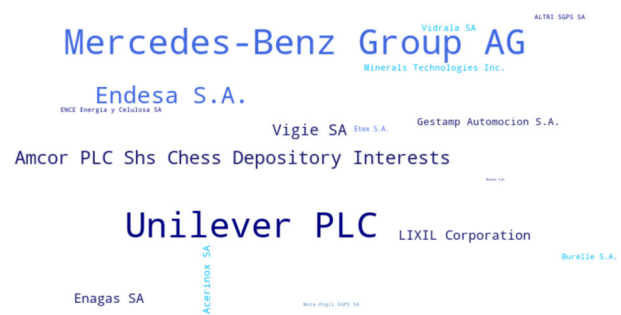 ALTRI SGPS SA
Vidrala SA
Mercedes-Benz Group AG
Minerals Technologies Inc.
Endesa S.A.
ENCE Energia y Celulosa SA
Gestamp Automocion S.A.
Vigie SA
Etex S.A.
Amcor PLC Shs Chess Depository Interests
Unilever PLC
LIXIL Corporation
Acerinox SA
Burelle S.A.
Enagas SA
Mota-Engil SGPS SA